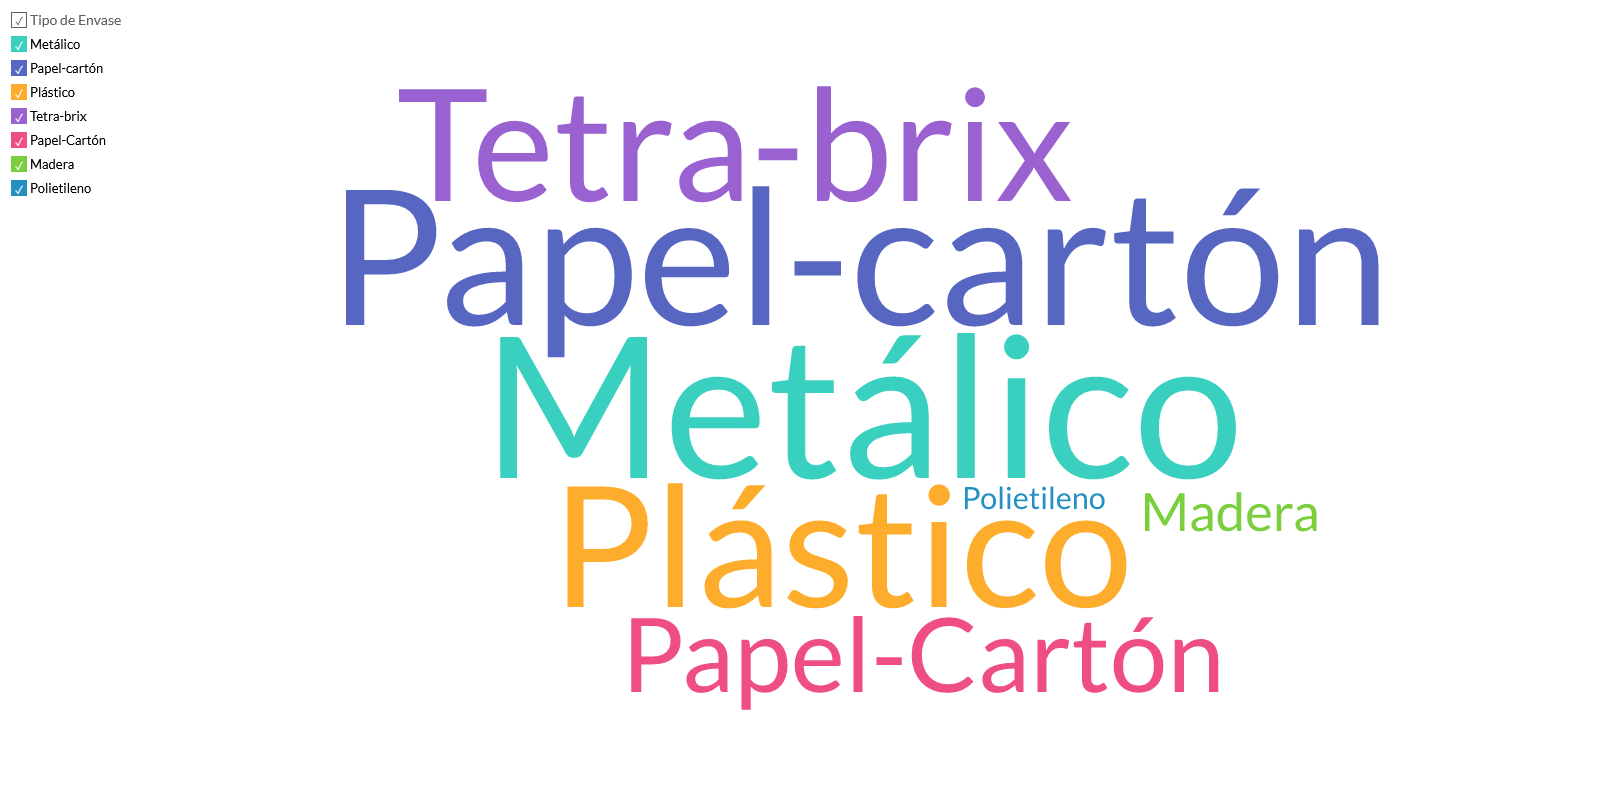 Tipo de Envase
Metálico
Papel-cartón
Plástico
Tetra-brix
Papel-Cartón
Madera
Polietileno
Tetra-brix
Papel-cartón
Metálico
Plástico
Polietileno
Madera
Papel-Cartón